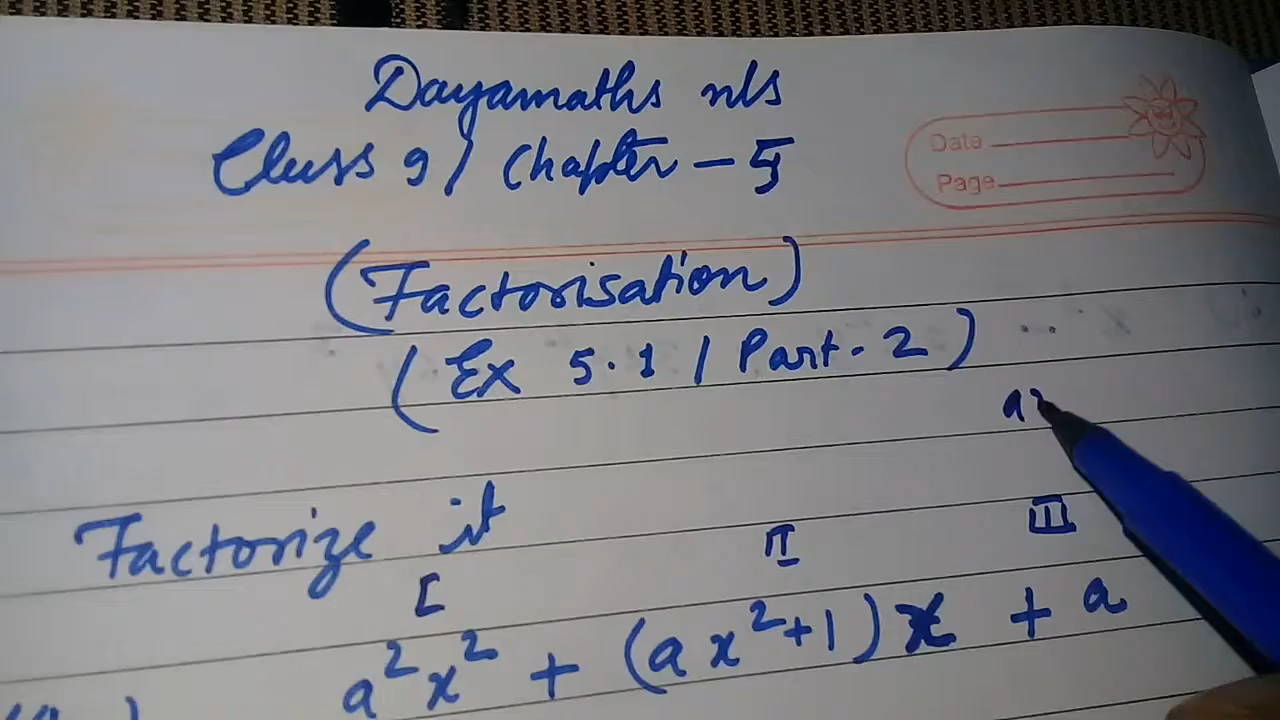 Dayamaths nls
Date
Class 9 / Chapter - 5
Page
(Factorisation)
(Ex 5.1 / Part - 2)
Factorize it
I II III
a²x² + (ax²+1)x + a